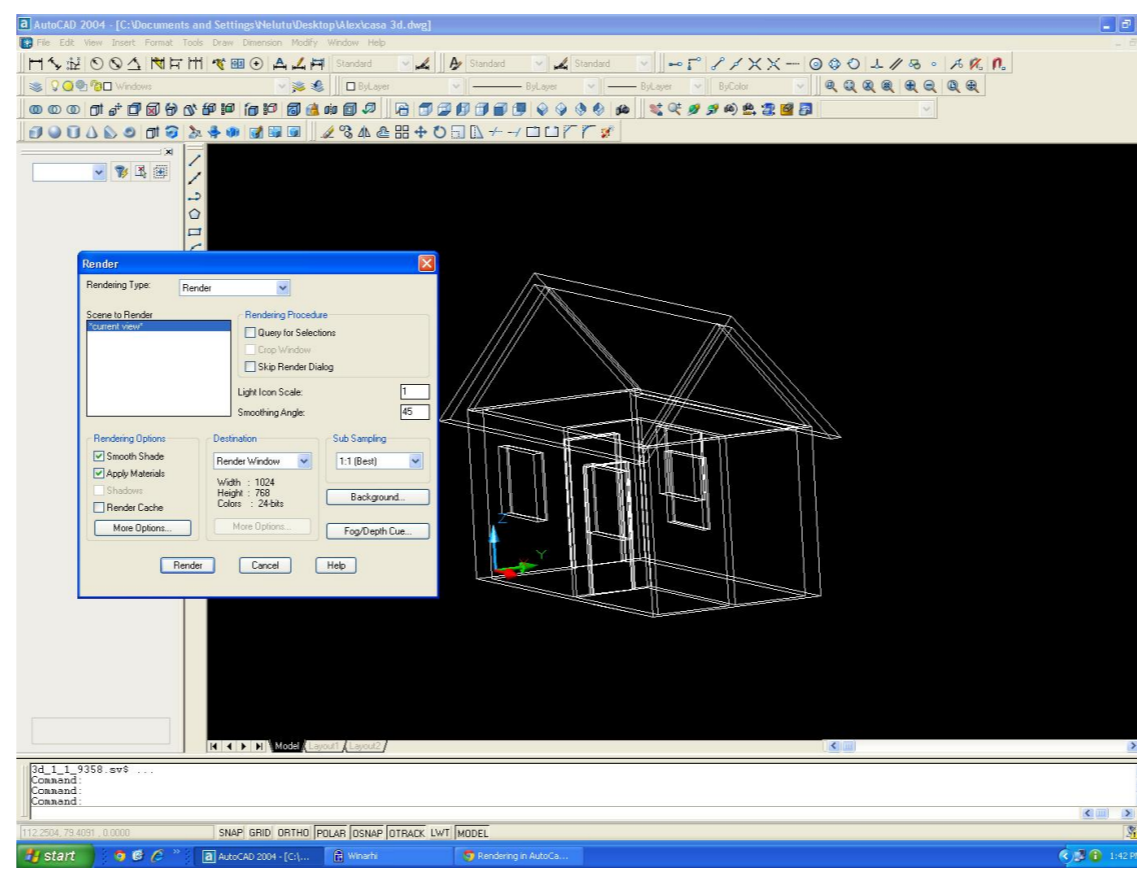 AutoCAD 2004 - [C:\Documents and Settings\Nelutu\Desktop\Alex\casa 3d.dwg]
File Edit View Insert Format Tools Draw Dimension Modify Window Help
Standard Standard Standard
Windows ByLayer ByLayer ByLayer ByColor
Render
Rendering Type: Render
Scene to Render
*current view*
Rendering Procedure
Query for Selections
Crop Window
Skip Render Dialog
Light Icon Scale: 1
Smoothing Angle: 45
Rendering Options
Smooth Shade
Apply Materials
Shadows
Render Cache
More Options...
Destination
Render Window
Width : 1024
Height : 768
Colors : 24-bits
More Options...
Sub Sampling
1:1 (Best)
Background...
Fog/Depth Cue...
Render Cancel Help
Z
Y
X
Model Layout1 Layout2
3d_1_1_9358.sv$ ...
Command:
Command:
Command:
112.2504, 79.4091 , 0.0000 SNAP GRID ORTHO POLAR OSNAP OTRACK LWT MODEL
start AutoCAD 2004 - [C:\... Winarhi Rendering in AutoCa... 1:42 P